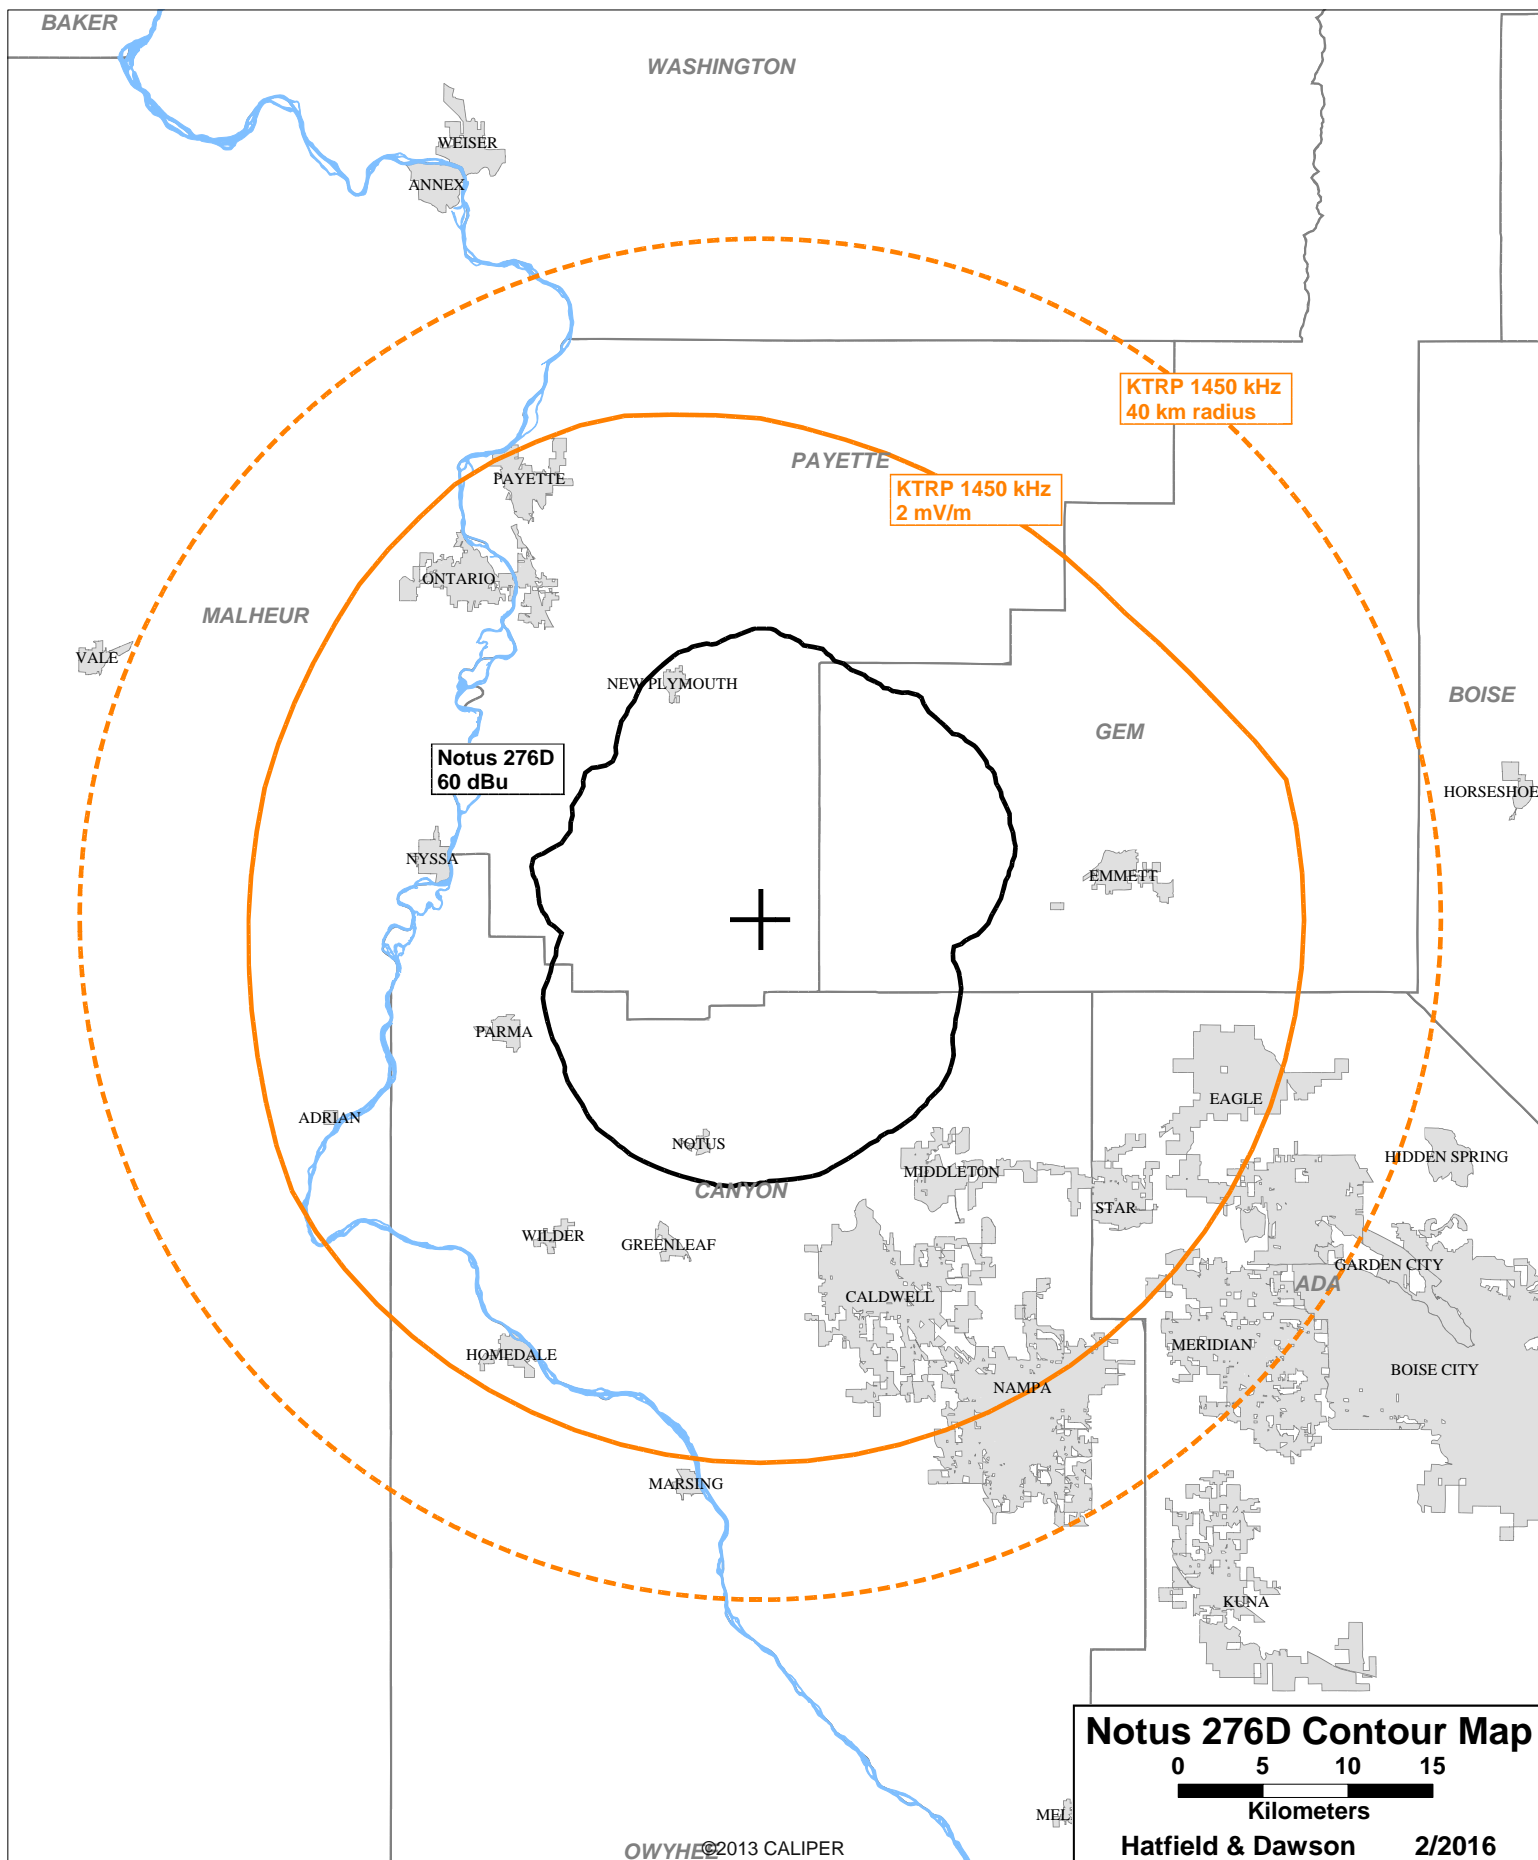 BAKER
WASHINGTON
WEISER
ANNEX
KTRP 1450 kHz
40 km radius
PAYETTE
PAYETTE
KTRP 1450 kHz
2 mV/m
ONTARIO
MALHEUR
VALE
NEW PLYMOUTH
BOISE
GEM
Notus 276D
60 dBu
HORSESHOE
NYSSA
EMMETT
PARMA
EAGLE
ADRIAN
NOTUS
HIDDEN SPRING
MIDDLETON
CANYON
STAR
WILDER
GREENLEAF
GARDEN CITY
ADA
CALDWELL
MERIDIAN
HOMEDALE
BOISE CITY
NAMPA
MARSING
KUNA
Notus 276D Contour Map
0 5 10 15
Kilometers
MEL
Hatfield & Dawson 2/2016
OWYHEE
©2013 CALIPER